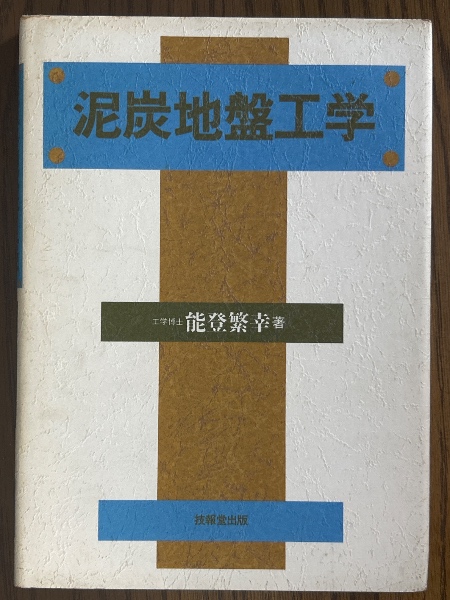 泥炭地盤工学
工学博士 能登繁幸 著
技報堂出版